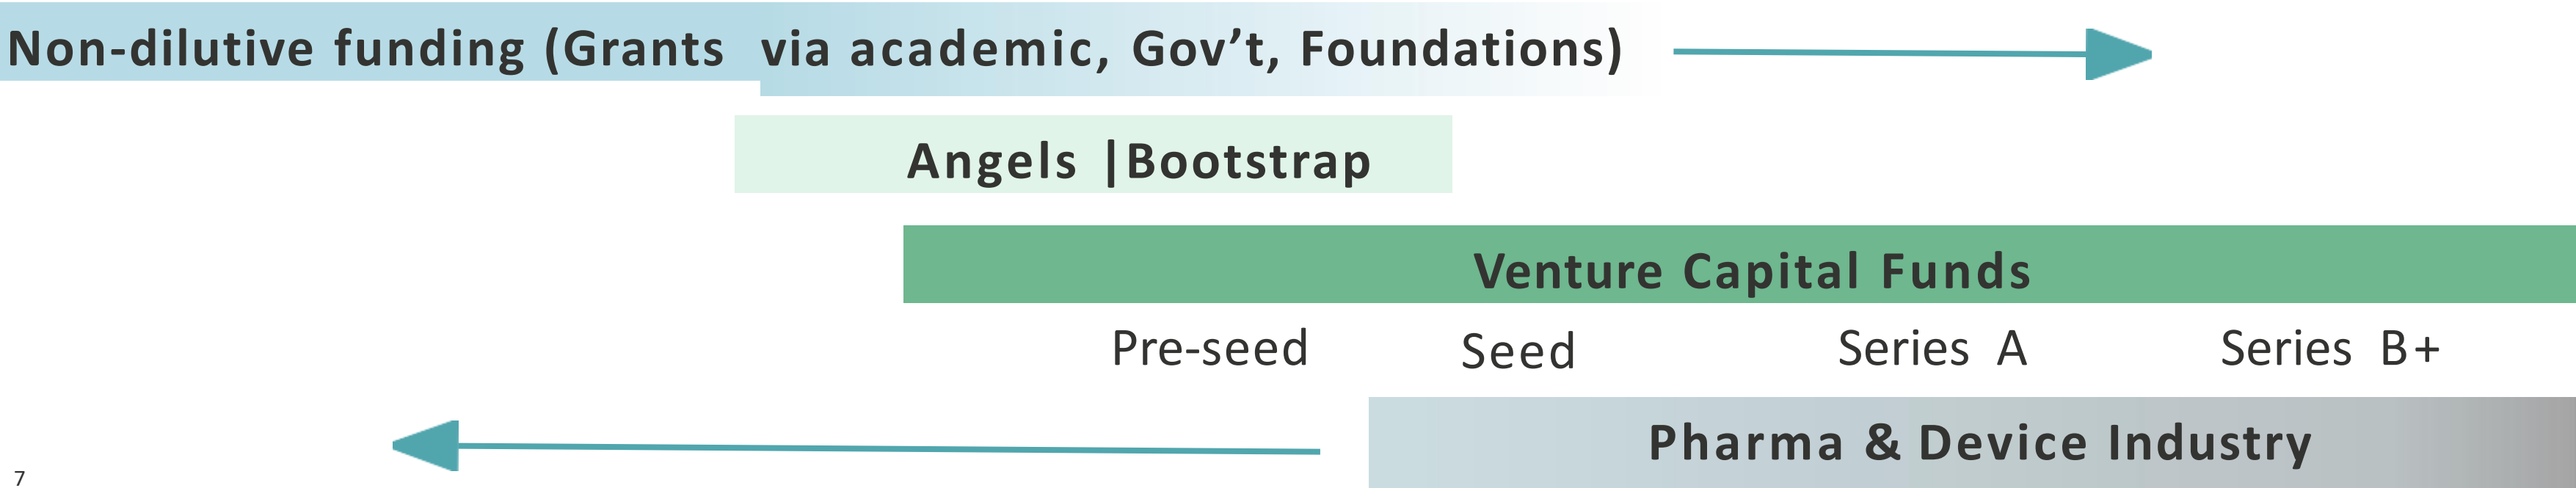 Non-dilutive funding (Grants via academic, Gov’t, Foundations)
Angels |Bootstrap
Venture Capital Funds
Pre-seed Seed Series A Series B+
Pharma & Device Industry
7